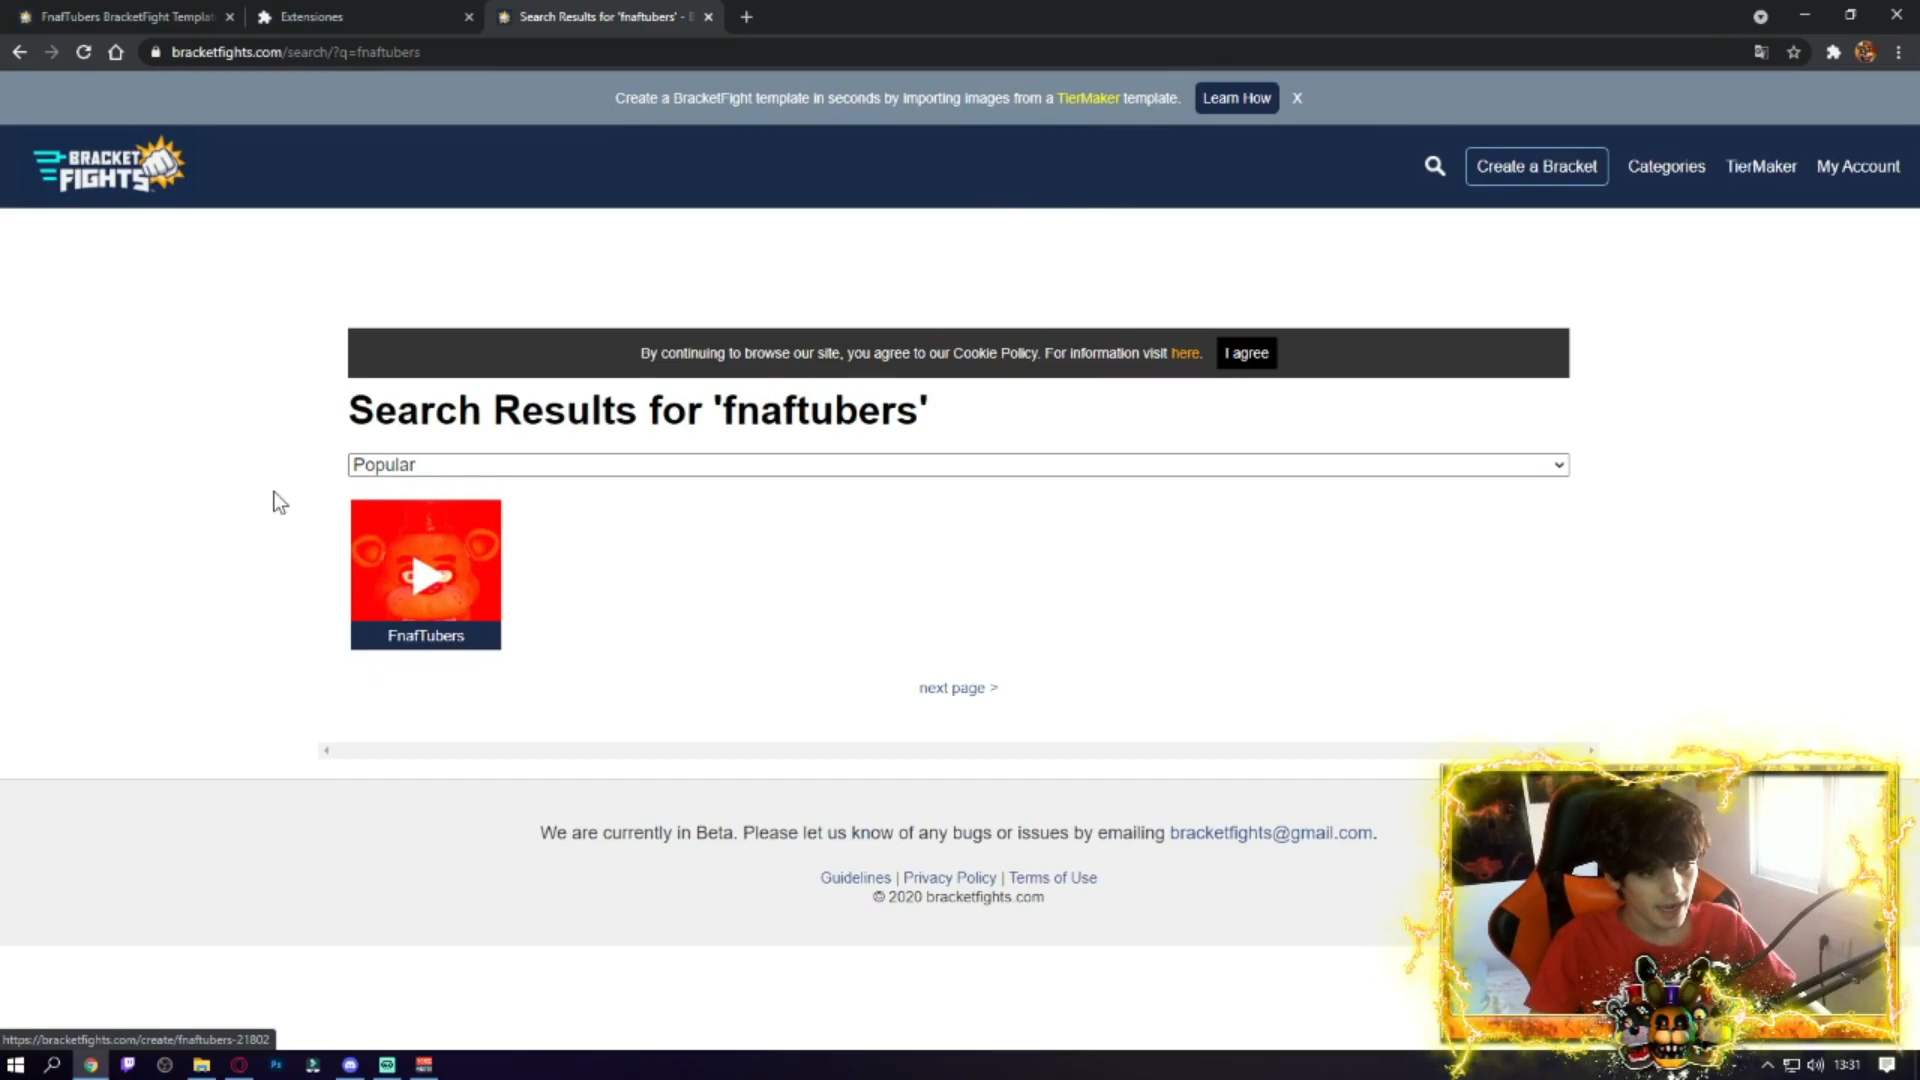 FnafTubers BracketFight Templat
Extensiones
Search Results for 'fnaftubers' - B
bracketfights.com/search/?q=fnaftubers
Create a BracketFight template in seconds by importing images from a TierMaker template.
Learn How
X
BRACKET
FIGHTS
Create a Bracket
Categories
TierMaker
My Account
By continuing to browse our site, you agree to our Cookie Policy. For information visit here.
I agree
Search Results for 'fnaftubers'
Popular
FnafTubers
next page >
We are currently in Beta. Please let us know of any bugs or issues by emailing bracketfights@gmail.com.
Guidelines | Privacy Policy | Terms of Use
© 2020 bracketfights.com
https://bracketfights.com/create/fnaftubers-21802
Ps
13:31